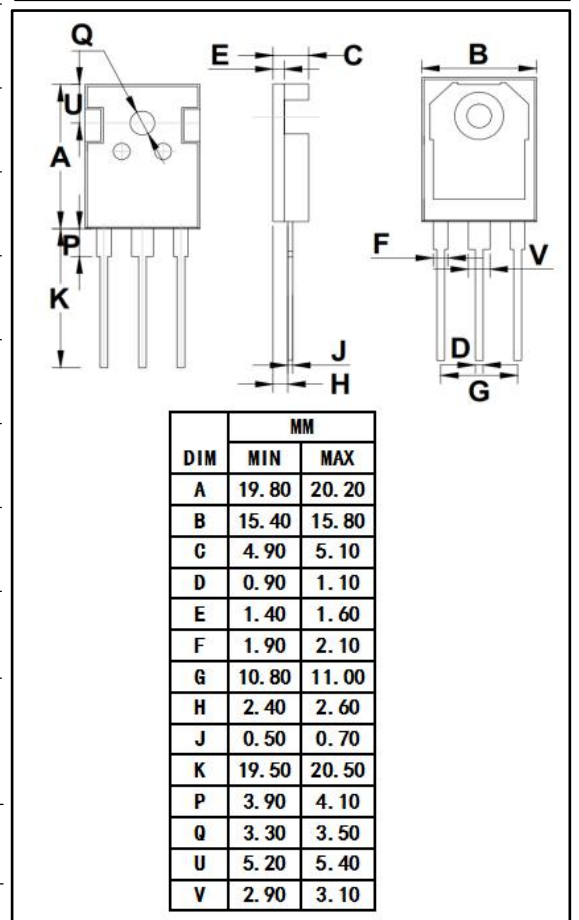 Q
E
C
B
U
A
P
K
F
V
J
H
D
G
MM
DIM MIN MAX
A 19.80 20.20
B 15.40 15.80
C 4.90 5.10
D 0.90 1.10
E 1.40 1.60
F 1.90 2.10
G 10.80 11.00
H 2.40 2.60
J 0.50 0.70
K 19.50 20.50
P 3.90 4.10
Q 3.30 3.50
U 5.20 5.40
V 2.90 3.10